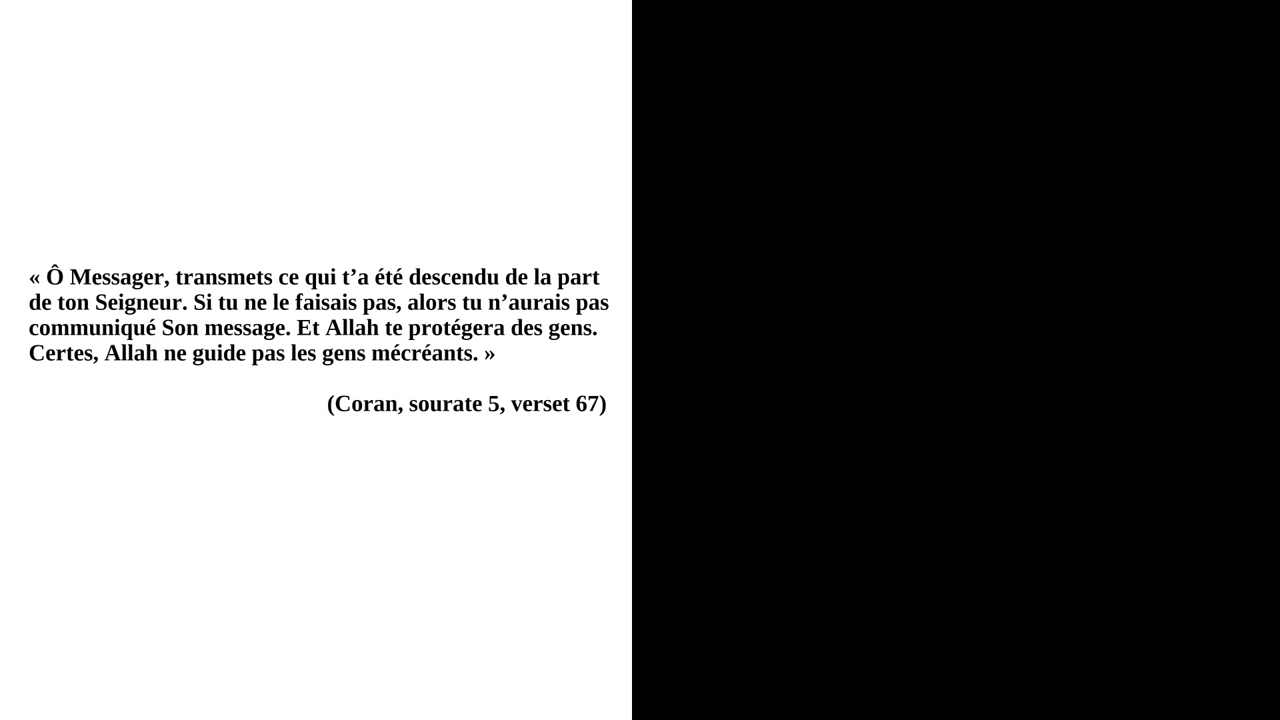 « Ô Messager, transmets ce qui t’a été descendu de la part
de ton Seigneur. Si tu ne le faisais pas, alors tu n’aurais pas
communiqué Son message. Et Allah te protégera des gens.
Certes, Allah ne guide pas les gens mécréants. »
(Coran, sourate 5, verset 67)